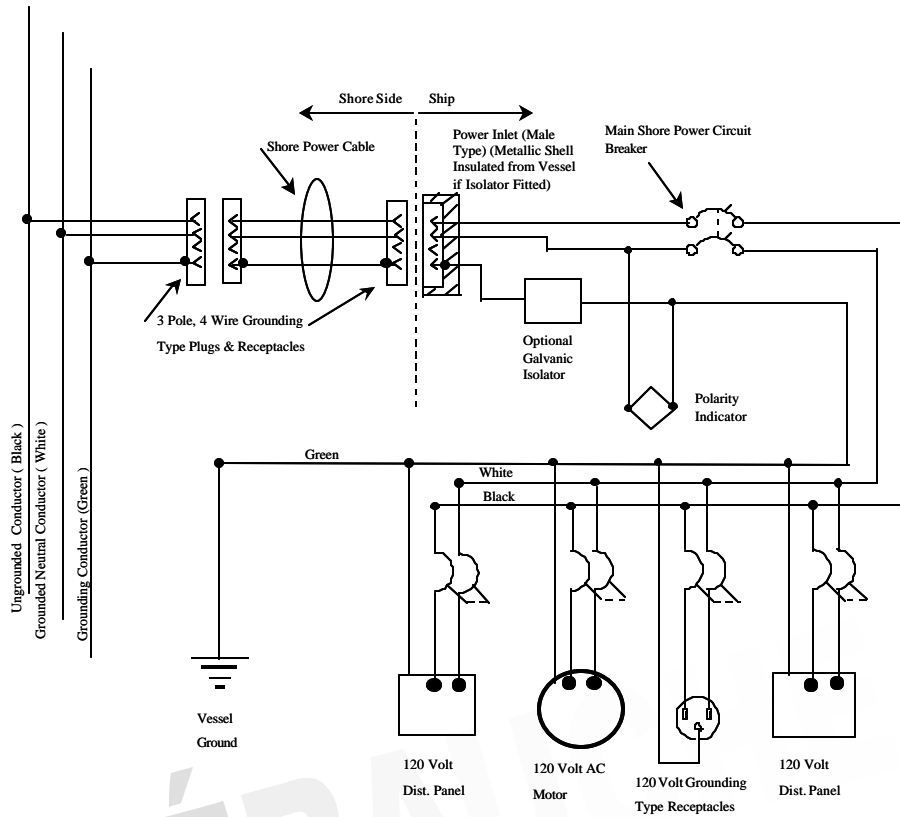 Shore Side
Ship
Shore Power Cable
Power Inlet (Male
Type) (Metallic Shell
Insulated from Vessel
if Isolator Fitted)
Main Shore Power Circuit
Breaker
3 Pole, 4 Wire Grounding
Type Plugs & Receptacles
Optional
Galvanic
Isolator
Polarity
Indicator
Ungrounded Conductor ( Black )
Grounded Neutral Conductor ( White )
Grounding Conductor (Green )
Green
White
Black
Vessel
Ground
120 Volt
Dist. Panel
120 Volt AC
Motor
120 Volt Grounding
Type Receptacles
120 Volt
Dist. Panel